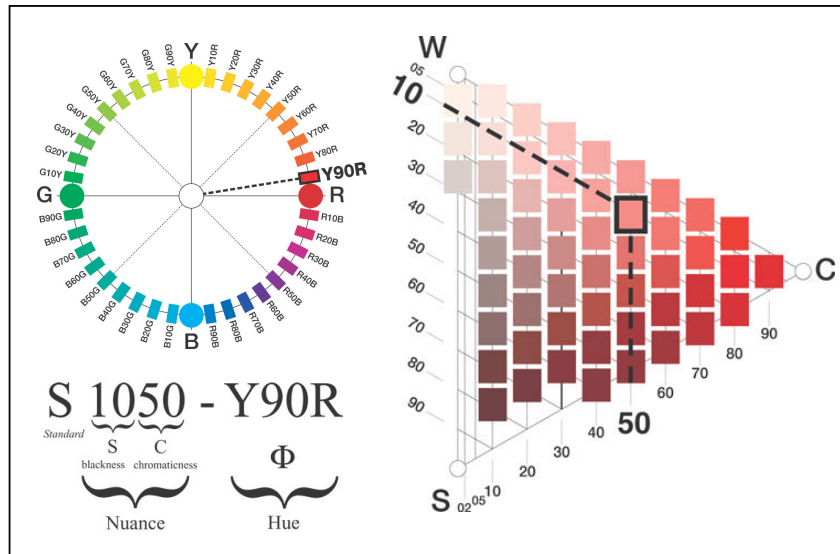 Y
G90Y
G80Y
G70Y
G60Y
G50Y
G40Y
G30Y
G20Y
G10Y
G
B90G
B80G
B70G
B60G
B50G
B40G
B30G
B20G
B10G
B
R90B
R80B
R70B
R60B
R50B
R40B
R30B
R20B
R10B
R
Y90R
Y80R
Y70R
Y60R
Y50R
Y40R
Y30R
Y20R
Y10R
S 1050 - Y90R
Standard
S C Φ
blackness chromaticness
Nuance Hue
W
05
10
20
30
40
50
60
70
80
90
S
02 05 10
20
30
40
50
60
70
80
90
C